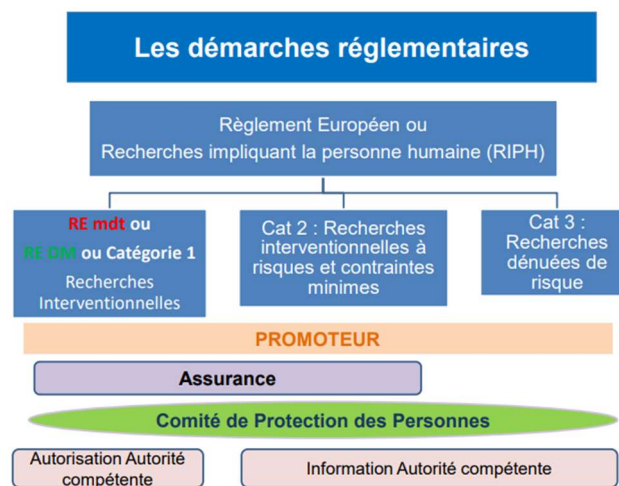 Les démarches réglementaires
Règlement Européen ou
Recherches impliquant la personne humaine (RIPH)
RE mdt ou
RE DM ou Catégorie 1
Recherches
Interventionnelles
Cat 2 : Recherches
interventionnelles à
risques et contraintes
minimes
Cat 3 :
Recherches
dénuées de
risque
PROMOTEUR
Assurance
Comité de Protection des Personnes
Autorisation Autorité
compétente
Information Autorité compétente